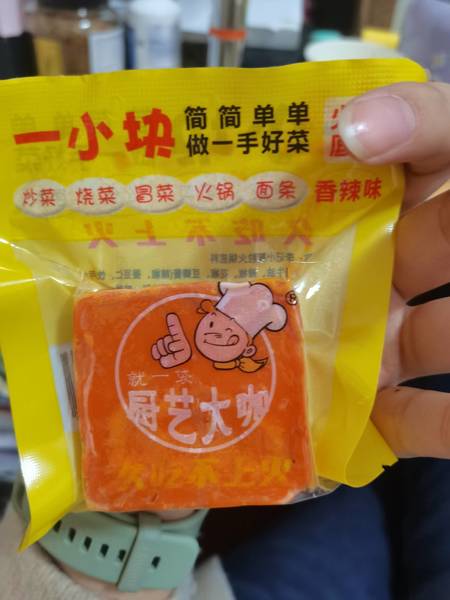 一小块
简简单单
做一手好菜
炒菜 烧菜 冒菜 火锅 面条 香辣味
久吃不上火
®
就一袋
厨艺大咖
久吃不上火